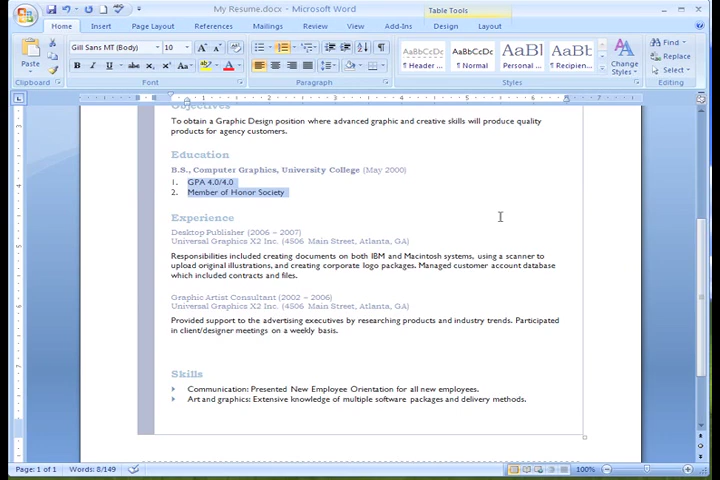 My Resume.docx - Microsoft Word
Table Tools
Home Insert Page Layout References Mailings Review View Add-Ins Design Layout
Paste
Gill Sans MT (Body) 10
AaBbCcDc AaBbCcDc AaBbC AaBbC
¶ Header ... ¶ Normal Personal ... Recipien...
Change
Styles
Find
Replace
Select
Clipboard Font Paragraph Styles Editing
Objectives
To obtain a Graphic Design position where advanced graphic and creative skills will produce quality
products for agency customers.
Education
B.S., Computer Graphics, University College (May 2000)
1. GPA 4.0/4.0
2. Member of Honor Society
Experience
Desktop Publisher (2006 – 2007)
Universal Graphics X2 Inc. (4506 Main Street, Atlanta, GA)
Responsibilities included creating documents on both IBM and Macintosh systems, using a scanner to
upload original illustrations, and creating corporate logo packages. Managed customer account database
which included contracts and files.
Graphic Artist Consultant (2002 – 2006)
Universal Graphics X2 Inc. (4506 Main Street, Atlanta, GA)
Provided support to the advertising executives by researching products and industry trends. Participated
in client/designer meetings on a weekly basis.
Skills
Communication: Presented New Employee Orientation for all new employees.
Art and graphics: Extensive knowledge of multiple software packages and delivery methods.
Page: 1 of 1 Words: 8/149 100%